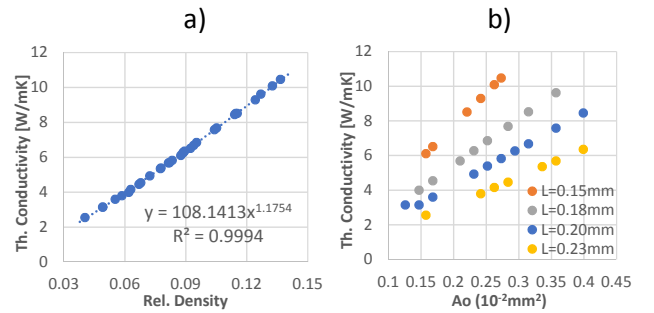 a)
Th. Conductivity [W/mK]
12
10
8
6
4
2
0
y = 108.1413x^1.1754
R² = 0.9994
0.03 0.06 0.09 0.12 0.15
Rel. Density
b)
Th. Conductivity [W/mK]
12
10
8
6
4
2
0
L=0.15mm
L=0.18mm
L=0.20mm
L=0.23mm
0.1 0.15 0.2 0.25 0.3 0.35 0.4 0.45
Ao (10⁻²mm²)